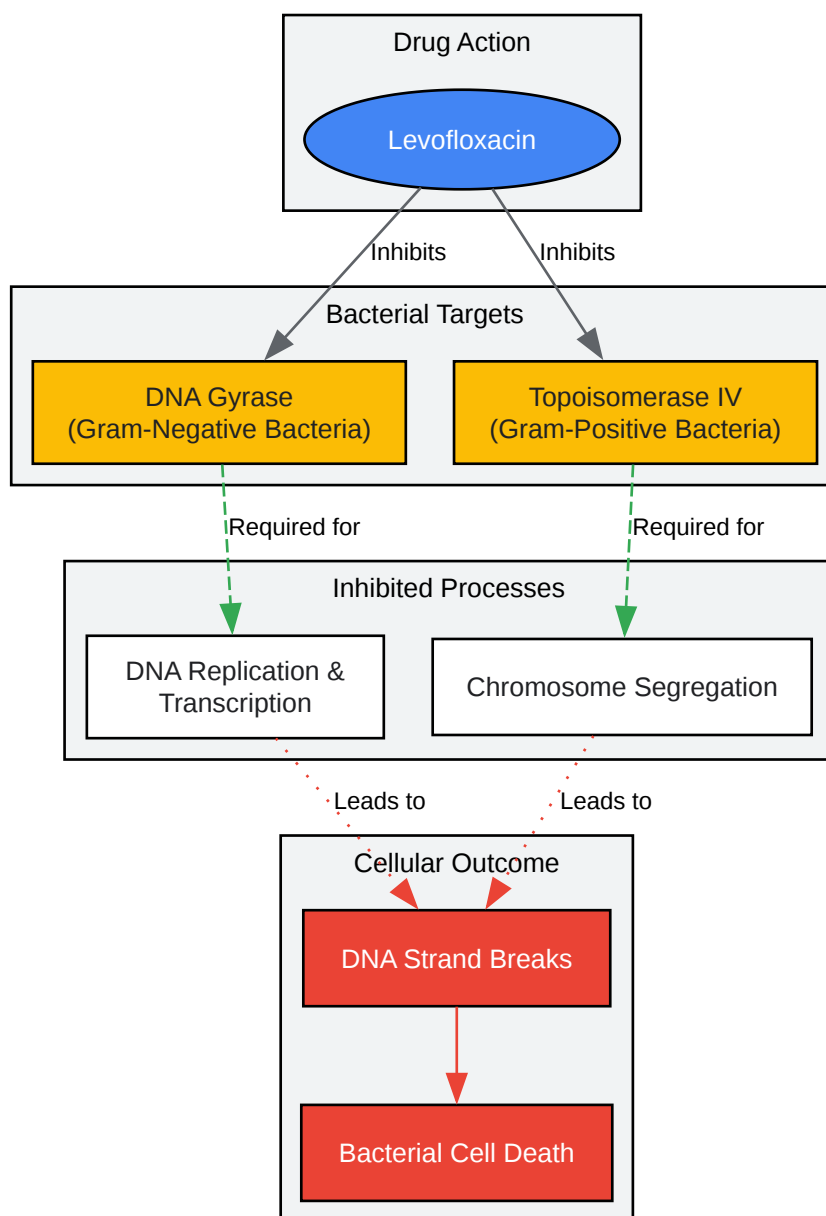 Drug Action
Levofloxacin
Inhibits
Inhibits
Bacterial Targets
DNA Gyrase
(Gram-Negative Bacteria)
Topoisomerase IV
(Gram-Positive Bacteria)
Required for
Required for
Inhibited Processes
DNA Replication &
Transcription
Chromosome Segregation
Leads to
Leads to
Cellular Outcome
DNA Strand Breaks
Bacterial Cell Death